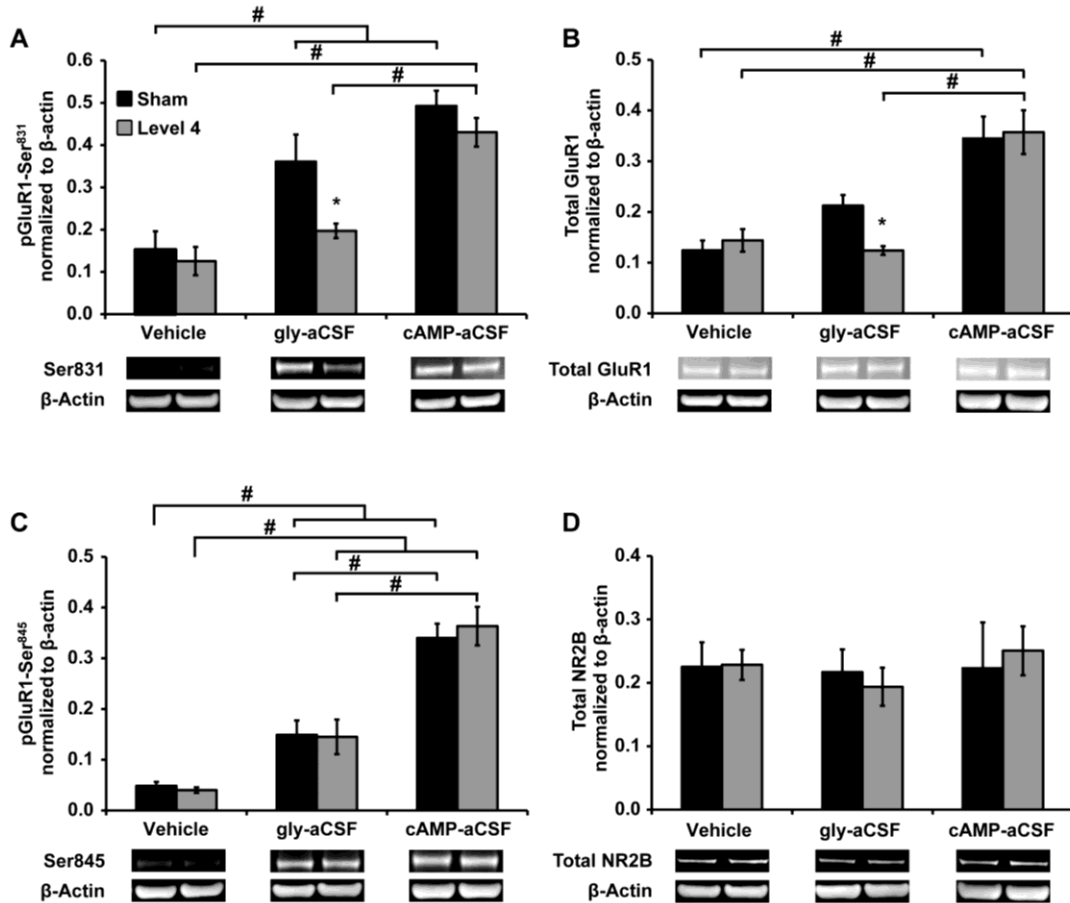 A
#
#
#
pGluR1-Ser831
normalized to β-actin
0.6
0.5
0.4
0.3
0.2
0.1
0.0
Sham
Level 4
*
Vehicle gly-aCSF cAMP-aCSF
Ser831
β-Actin
B
#
#
#
Total GluR1
normalized to β-actin
0.5
0.4
0.3
0.2
0.1
0.0
*
Vehicle gly-aCSF cAMP-aCSF
Total GluR1
β-Actin
C
#
#
#
#
pGluR1-Ser845
normalized to β-actin
0.5
0.4
0.3
0.2
0.1
0.0
Vehicle gly-aCSF cAMP-aCSF
Ser845
β-Actin
D
Total NR2B
normalized to β-actin
0.4
0.3
0.2
0.1
0.0
Vehicle gly-aCSF cAMP-aCSF
Total NR2B
β-Actin